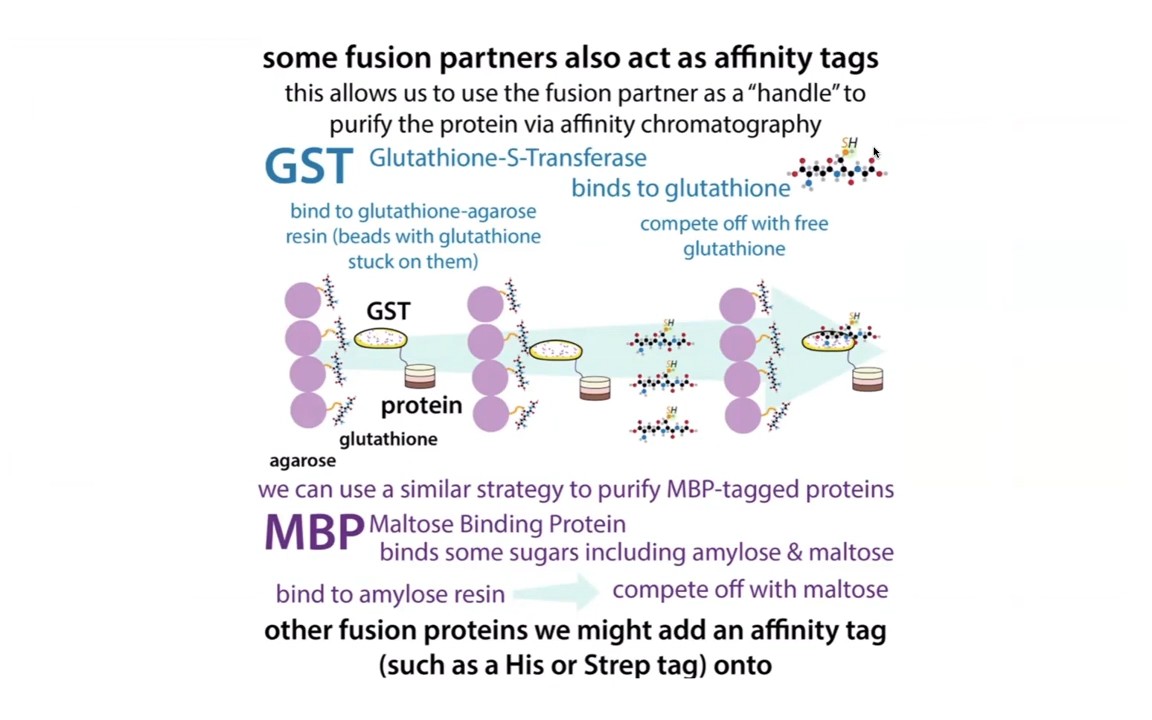 some fusion partners also act as affinity tags
this allows us to use the fusion partner as a “handle” to
purify the protein via affinity chromatography
SH
GST Glutathione-S-Transferase
binds to glutathione
bind to glutathione-agarose
resin (beads with glutathione
stuck on them)
compete off with free
glutathione
GST
SH
SH
SH
SH
protein
glutathione
agarose
we can use a similar strategy to purify MBP-tagged proteins
MBP Maltose Binding Protein
binds some sugars including amylose & maltose
bind to amylose resin
compete off with maltose
other fusion proteins we might add an affinity tag
(such as a His or Strep tag) onto